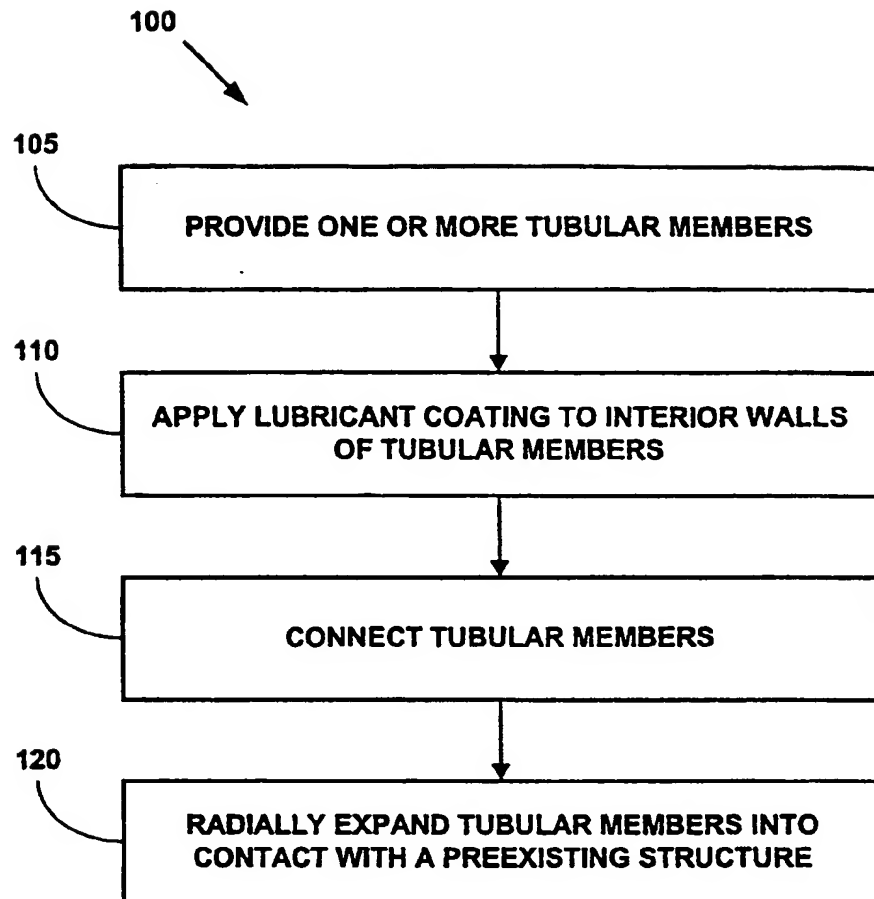 100
105
PROVIDE ONE OR MORE TUBULAR MEMBERS
110
APPLY LUBRICANT COATING TO INTERIOR WALLS
OF TUBULAR MEMBERS
115
CONNECT TUBULAR MEMBERS
120
RADIALLY EXPAND TUBULAR MEMBERS INTO
CONTACT WITH A PREEXISTING STRUCTURE